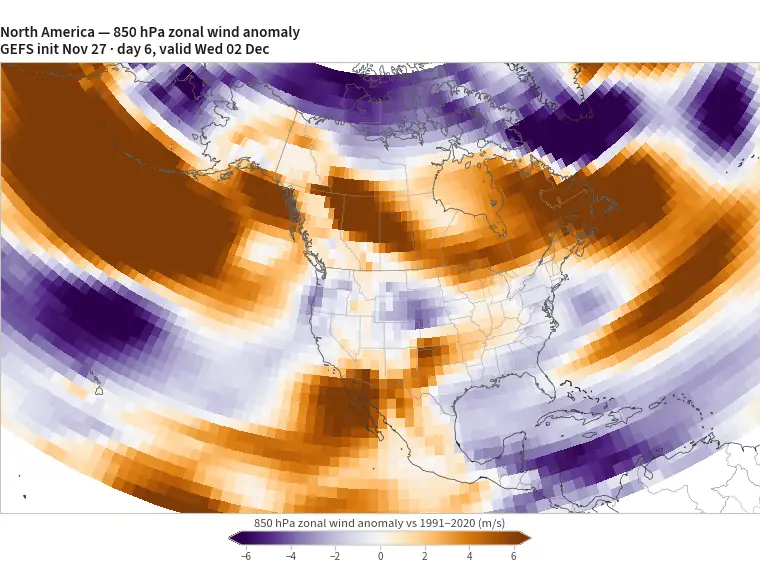 North America — 850 hPa zonal wind anomaly
GEFS init Nov 27 · day 6, valid Wed 02 Dec
850 hPa zonal wind anomaly vs 1991–2020 (m/s)
−6 −4 −2 0 2 4 6